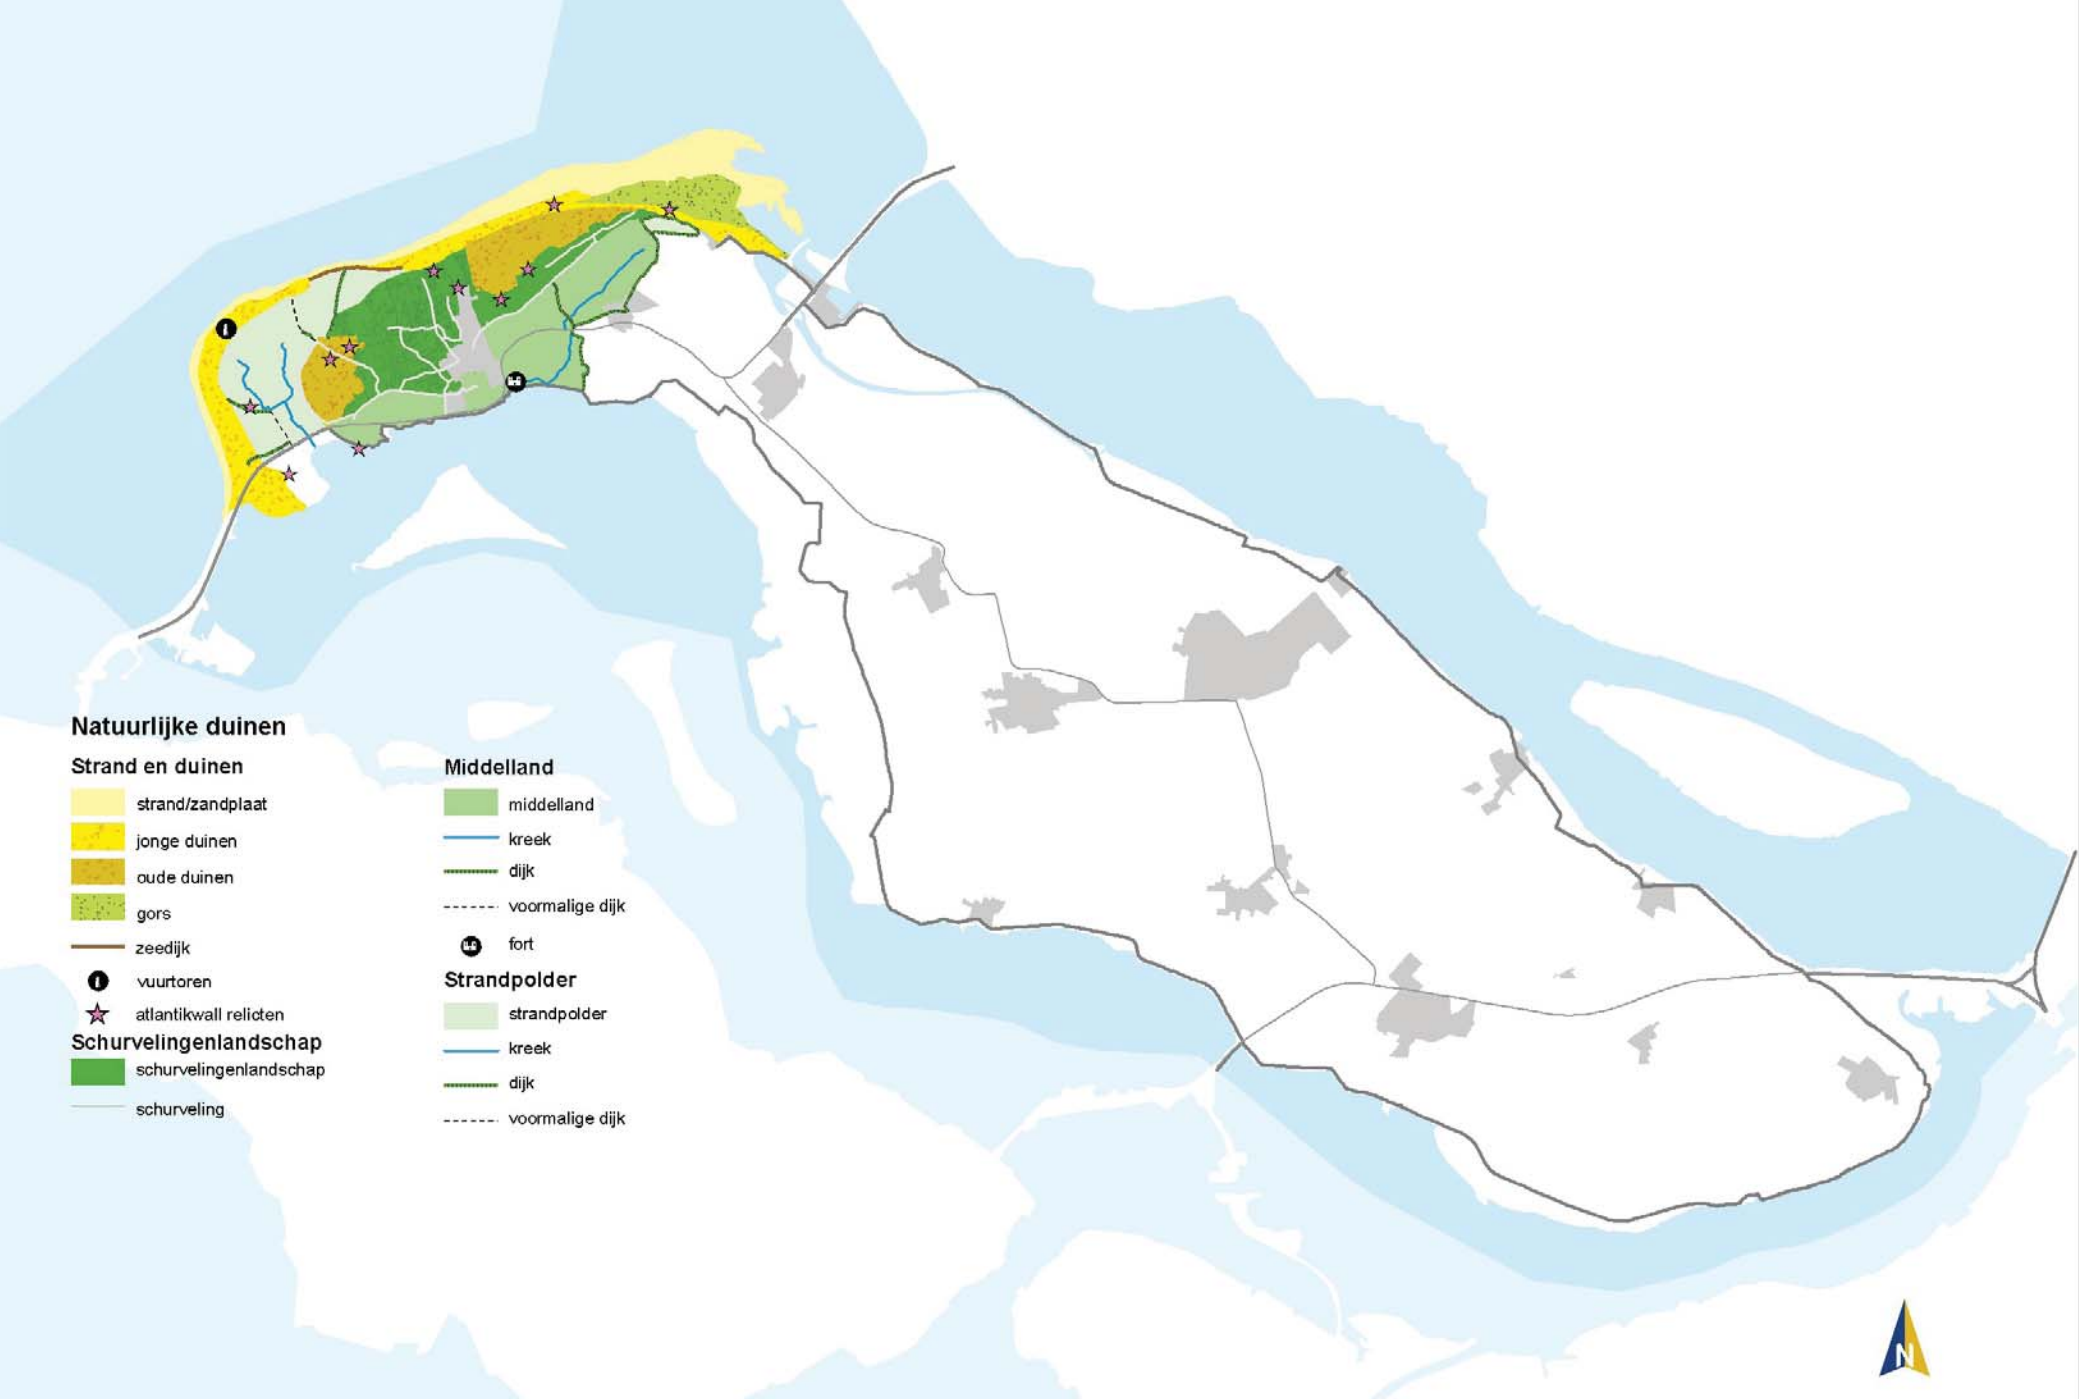 Natuurlijke duinen
Strand en duinen
strand/zandplaat
jonge duinen
oude duinen
gors
zeedijk
vuurtoren
atlantikwall relicten
Schurvelingenlandschap
schurvelingenlandschap
schurveling
Middelland
middelland
kreek
dijk
voormalige dijk
fort
Strandpolder
strandpolder
kreek
dijk
voormalige dijk
N